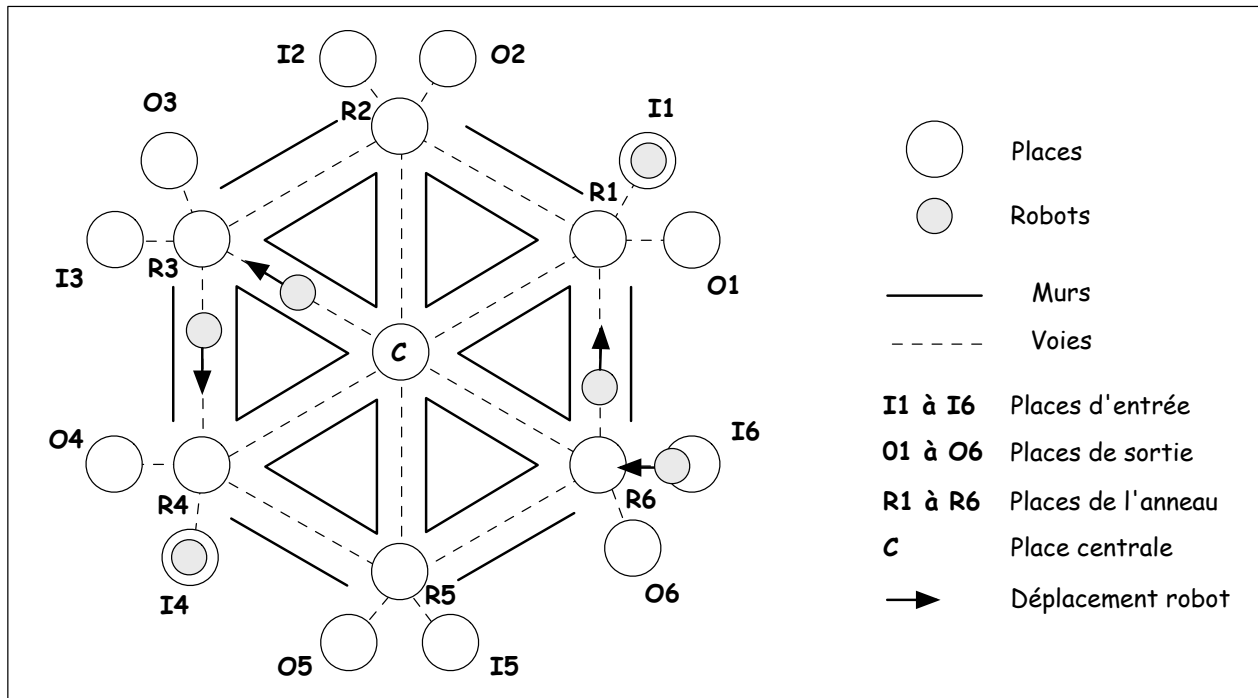 I2
O2
O3
I1
R2
R1
I3
R3
O1
C
O4
I6
R4
R6
I4
R5
O6
O5
I5
Places
Robots
Murs
Voies
I1 à I6 Places d'entrée
O1 à O6 Places de sortie
R1 à R6 Places de l'anneau
C Place centrale
Déplacement robot